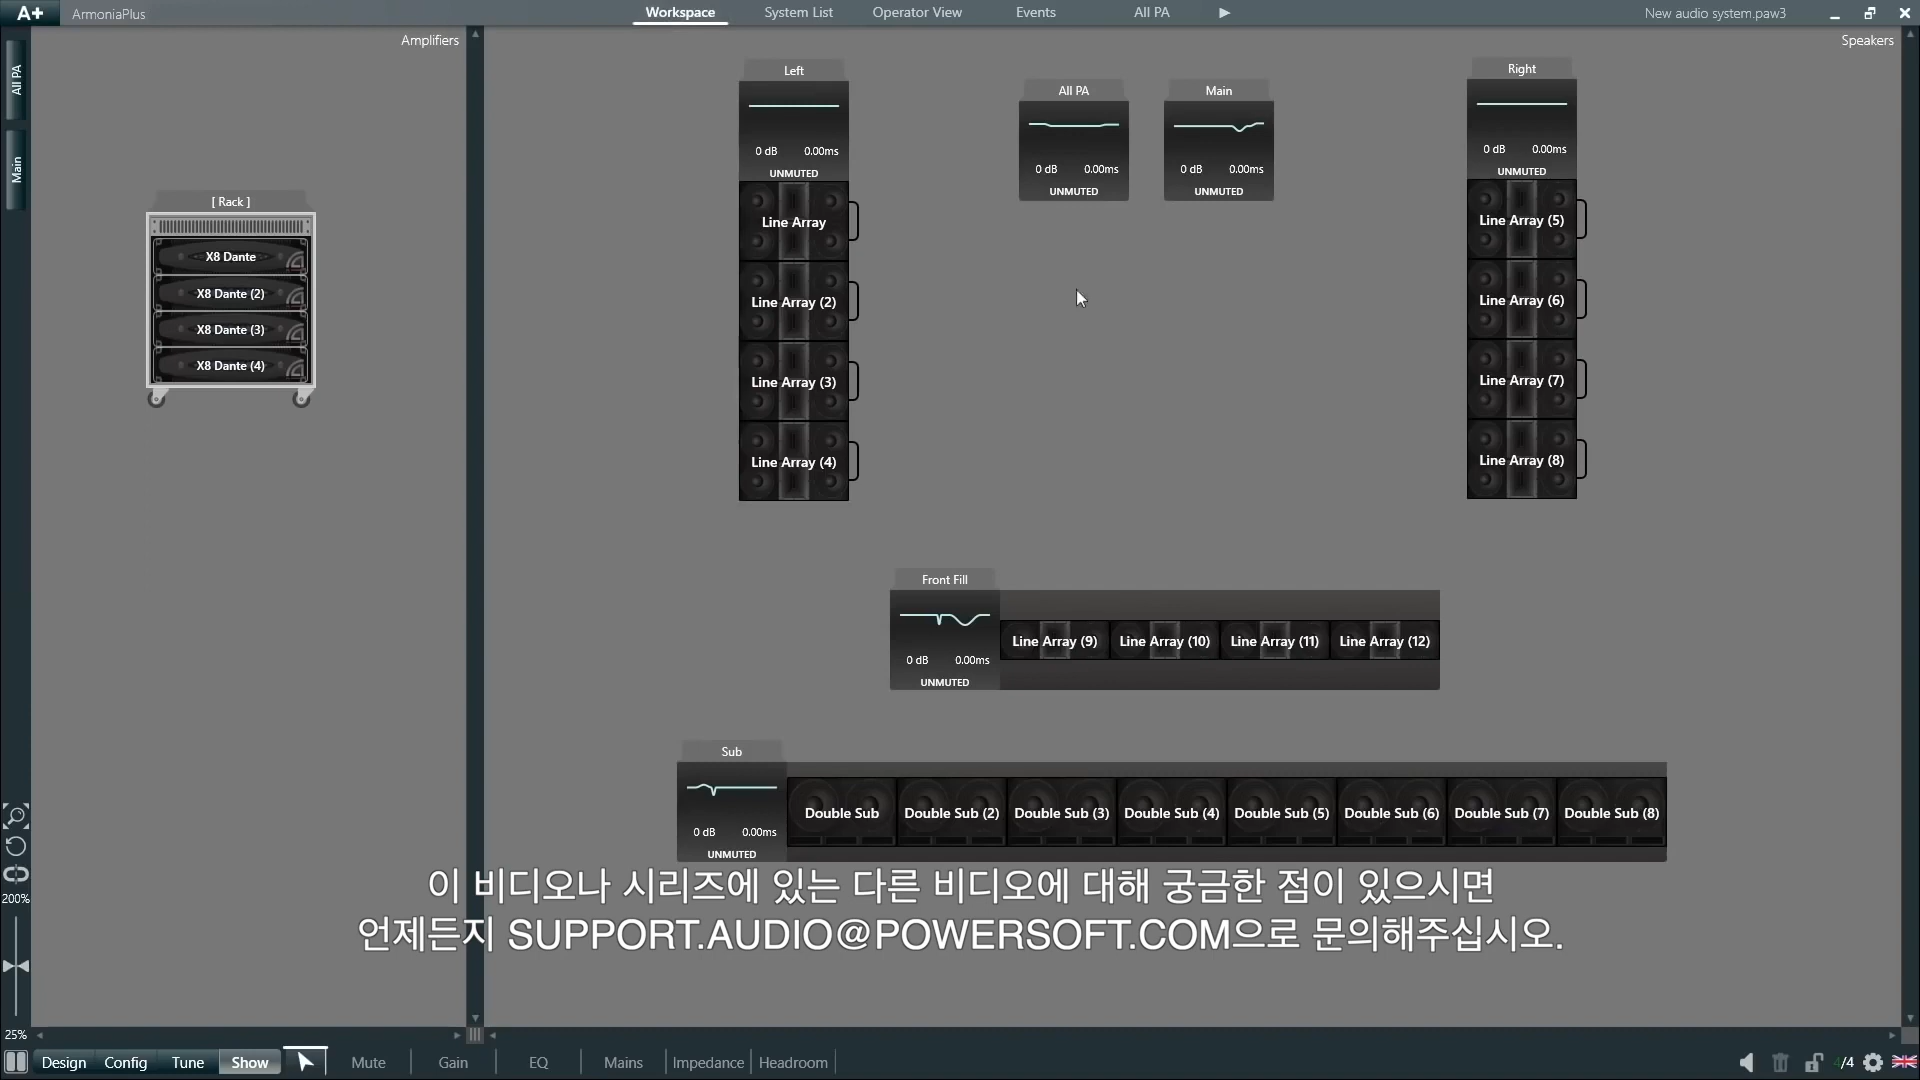 A+ ArmoniaPlus Workspace System List Operator View Events All PA New audio system.paw3
Amplifiers
Speakers
All PA
Main
[ Rack ]
X8 Dante
X8 Dante (2)
X8 Dante (3)
X8 Dante (4)
Left
0 dB 0.00ms
UNMUTED
Line Array
Line Array (2)
Line Array (3)
Line Array (4)
All PA
0 dB 0.00ms
UNMUTED
Main
0 dB 0.00ms
UNMUTED
Right
0 dB 0.00ms
UNMUTED
Line Array (5)
Line Array (6)
Line Array (7)
Line Array (8)
Front Fill
0 dB 0.00ms
UNMUTED
Line Array (9) Line Array (10) Line Array (11) Line Array (12)
Sub
0 dB 0.00ms
UNMUTED
Double Sub Double Sub (2) Double Sub (3) Double Sub (4) Double Sub (5) Double Sub (6) Double Sub (7) Double Sub (8)
이 비디오나 시리즈에 있는 다른 비디오에 대해 궁금한 점이 있으시면
언제든지 SUPPORT.AUDIO@POWERSOFT.COM으로 문의해주십시오.
200%
25%
Design Config Tune Show Mute Gain EQ Mains Impedance Headroom 4/4